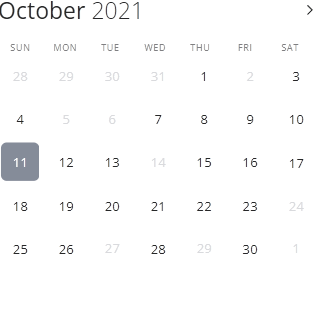 October 2021
SUN MON TUE WED THU FRI SAT
28 29 30 31 1 2 3
4 5 6 7 8 9 10
11 12 13 14 15 16 17
18 19 20 21 22 23 24
25 26 27 28 29 30 1